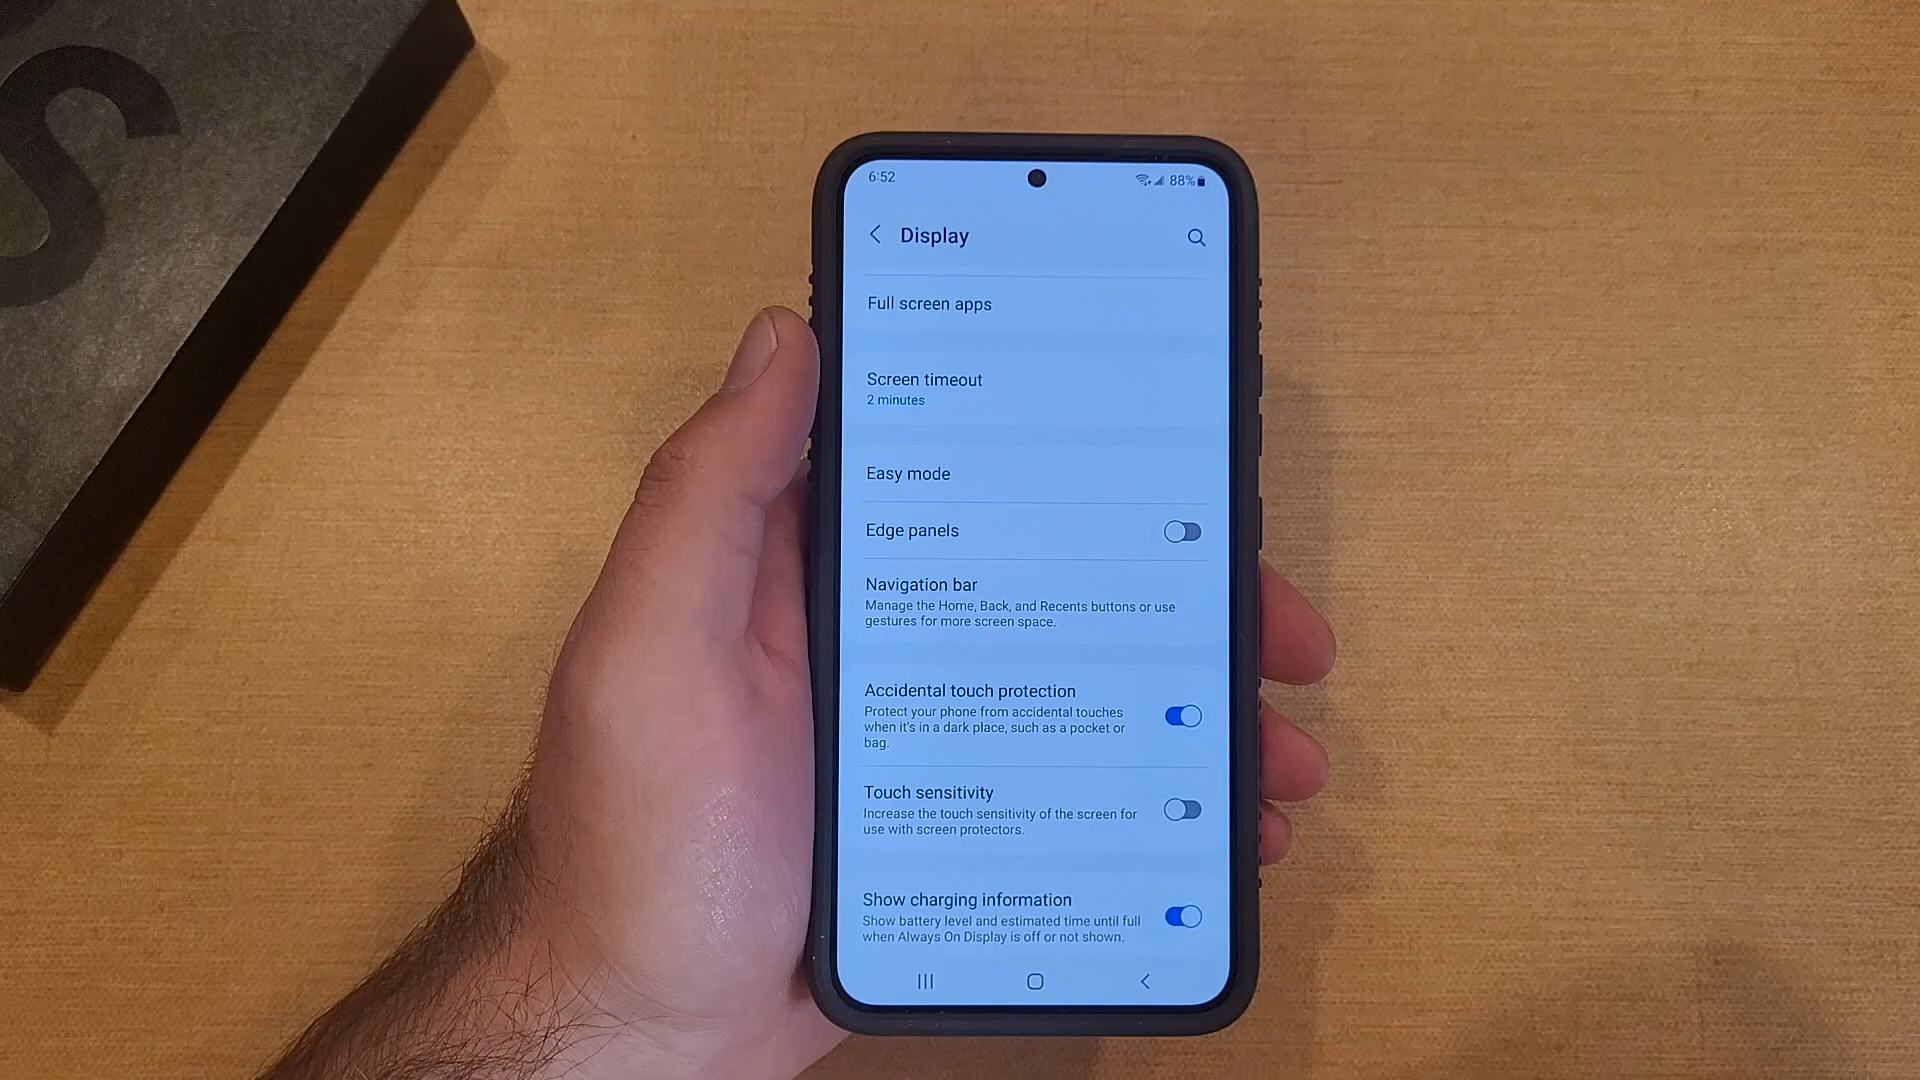 S
6:52
88%
Display
Full screen apps
Screen timeout
2 minutes
Easy mode
Edge panels
Navigation bar
Manage the Home, Back, and Recents buttons or use
gestures for more screen space.
Accidental touch protection
Protect your phone from accidental touches
when it's in a dark place, such as a pocket or
bag.
Touch sensitivity
Increase the touch sensitivity of the screen for
use with screen protectors.
Show charging information
Show battery level and estimated time until full
when Always On Display is off or not shown.